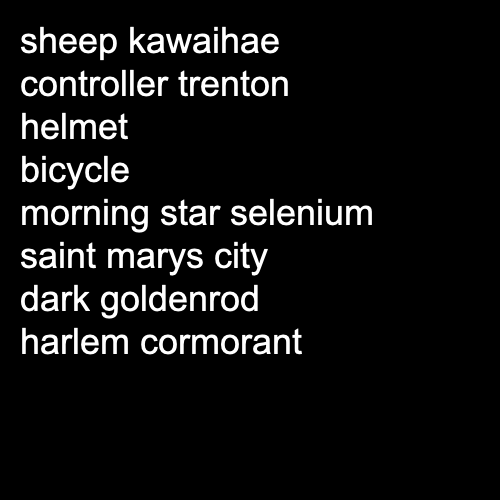 sheep kawaihae
controller trenton
helmet
bicycle
morning star selenium
saint marys city
dark goldenrod
harlem cormorant